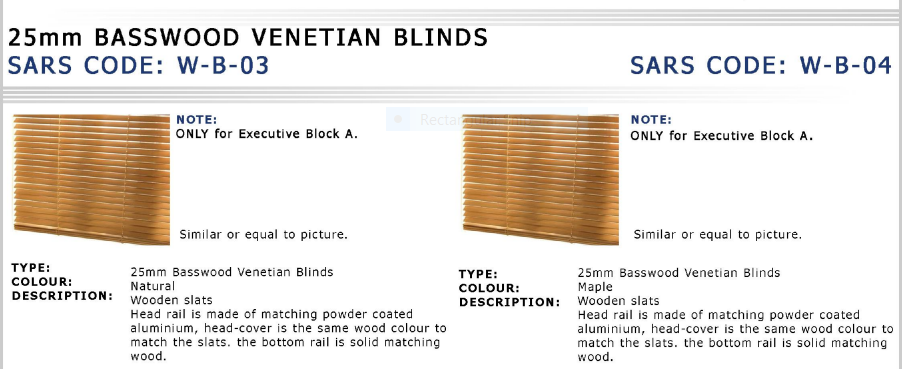 25mm BASSWOOD VENETIAN BLINDS
SARS CODE: W-B-03
SARS CODE: W-B-04
NOTE:
ONLY for Executive Block A.
Similar or equal to picture.
TYPE: 25mm Basswood Venetian Blinds
COLOUR: Natural
DESCRIPTION: Wooden slats
Head rail is made of matching powder coated
aluminium, head-cover is the same wood colour to
match the slats. the bottom rail is solid matching
wood.
NOTE:
ONLY for Executive Block A.
Similar or equal to picture.
TYPE: 25mm Basswood Venetian Blinds
COLOUR: Maple
DESCRIPTION: Wooden slats
Head rail is made of matching powder coated
aluminium, head-cover is the same wood colour to
match the slats. the bottom rail is solid matching
wood.